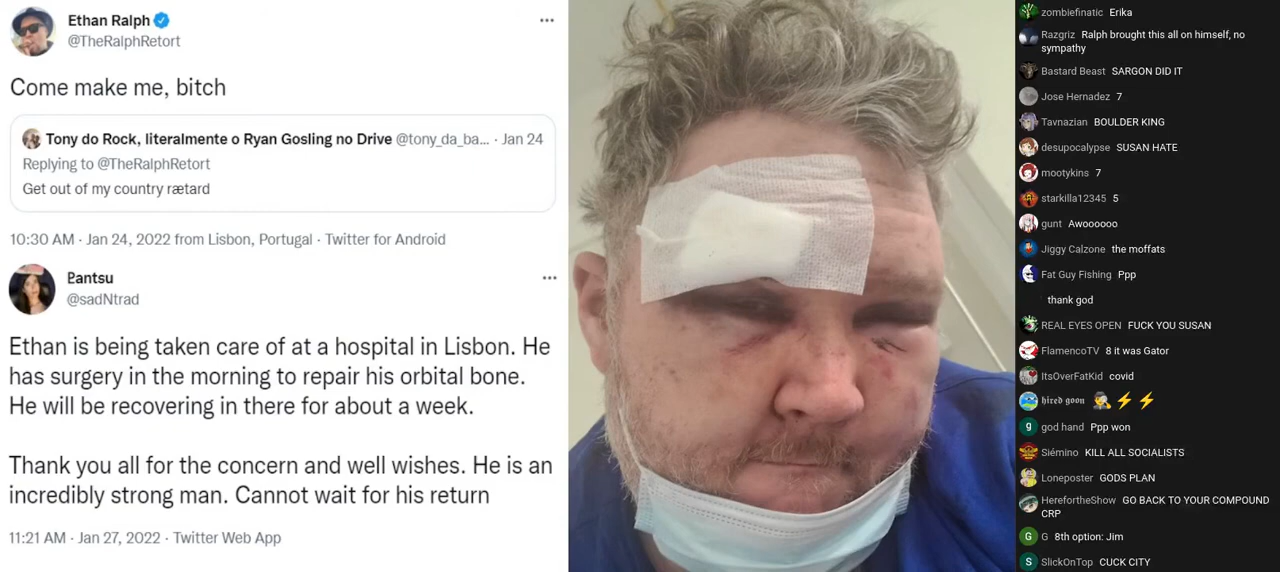 Ethan Ralph
@TheRalphRetort
Come make me, bitch
Tony do Rock, literalmente o Ryan Gosling no Drive @tony_da_ba... · Jan 24
Replying to @TheRalphRetort
Get out of my country rætard
10:30 AM · Jan 24, 2022 from Lisbon, Portugal · Twitter for Android
Pantsu
@sadNtrad
Ethan is being taken care of at a hospital in Lisbon. He
has surgery in the morning to repair his orbital bone.
He will be recovering in there for about a week.
Thank you all for the concern and well wishes. He is an
incredibly strong man. Cannot wait for his return
11:21 AM · Jan 27, 2022 · Twitter Web App
zombiefinatic Erika
Razgriz Ralph brought this all on himself, no
sympathy
Bastard Beast SARGON DID IT
Jose Hernadez 7
Tavnazian BOULDER KING
desupocalypse SUSAN HATE
mootykins 7
starkilla12345 5
gunt Awoooooo
Jiggy Calzone the moffats
Fat Guy Fishing Ppp
thank god
REAL EYES OPEN FUCK YOU SUSAN
FlamencoTV 8 it was Gator
ItsOverFatKid covid
𝖍𝖎𝖗𝖊𝖉 𝖌𝖔𝖔𝖓 🕵️⚡⚡
g
god hand Ppp won
Siémino KILL ALL SOCIALISTS
Loneposter GODS PLAN
HerefortheShow GO BACK TO YOUR COMPOUND
CRP
G
G 8th option: Jim
S
SlickOnTop CUCK CITY